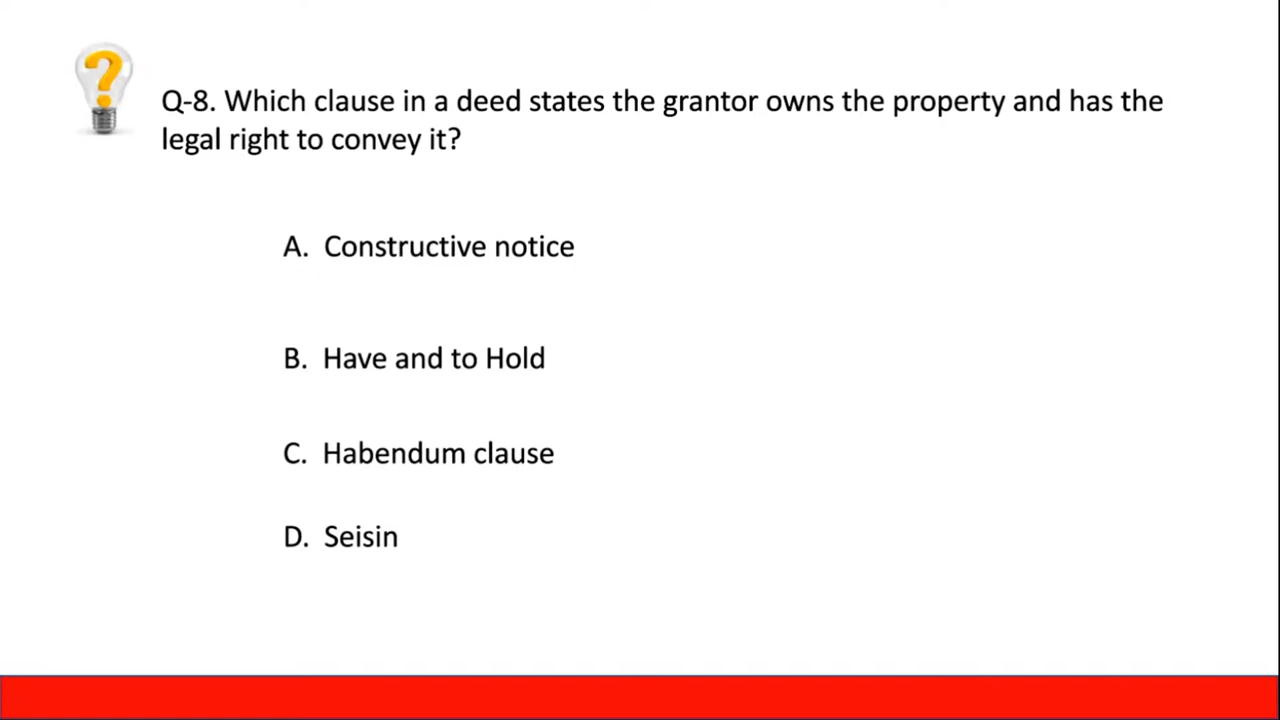 Q-8. Which clause in a deed states the grantor owns the property and has the
legal right to convey it?
A. Constructive notice
B. Have and to Hold
C. Habendum clause
D. Seisin